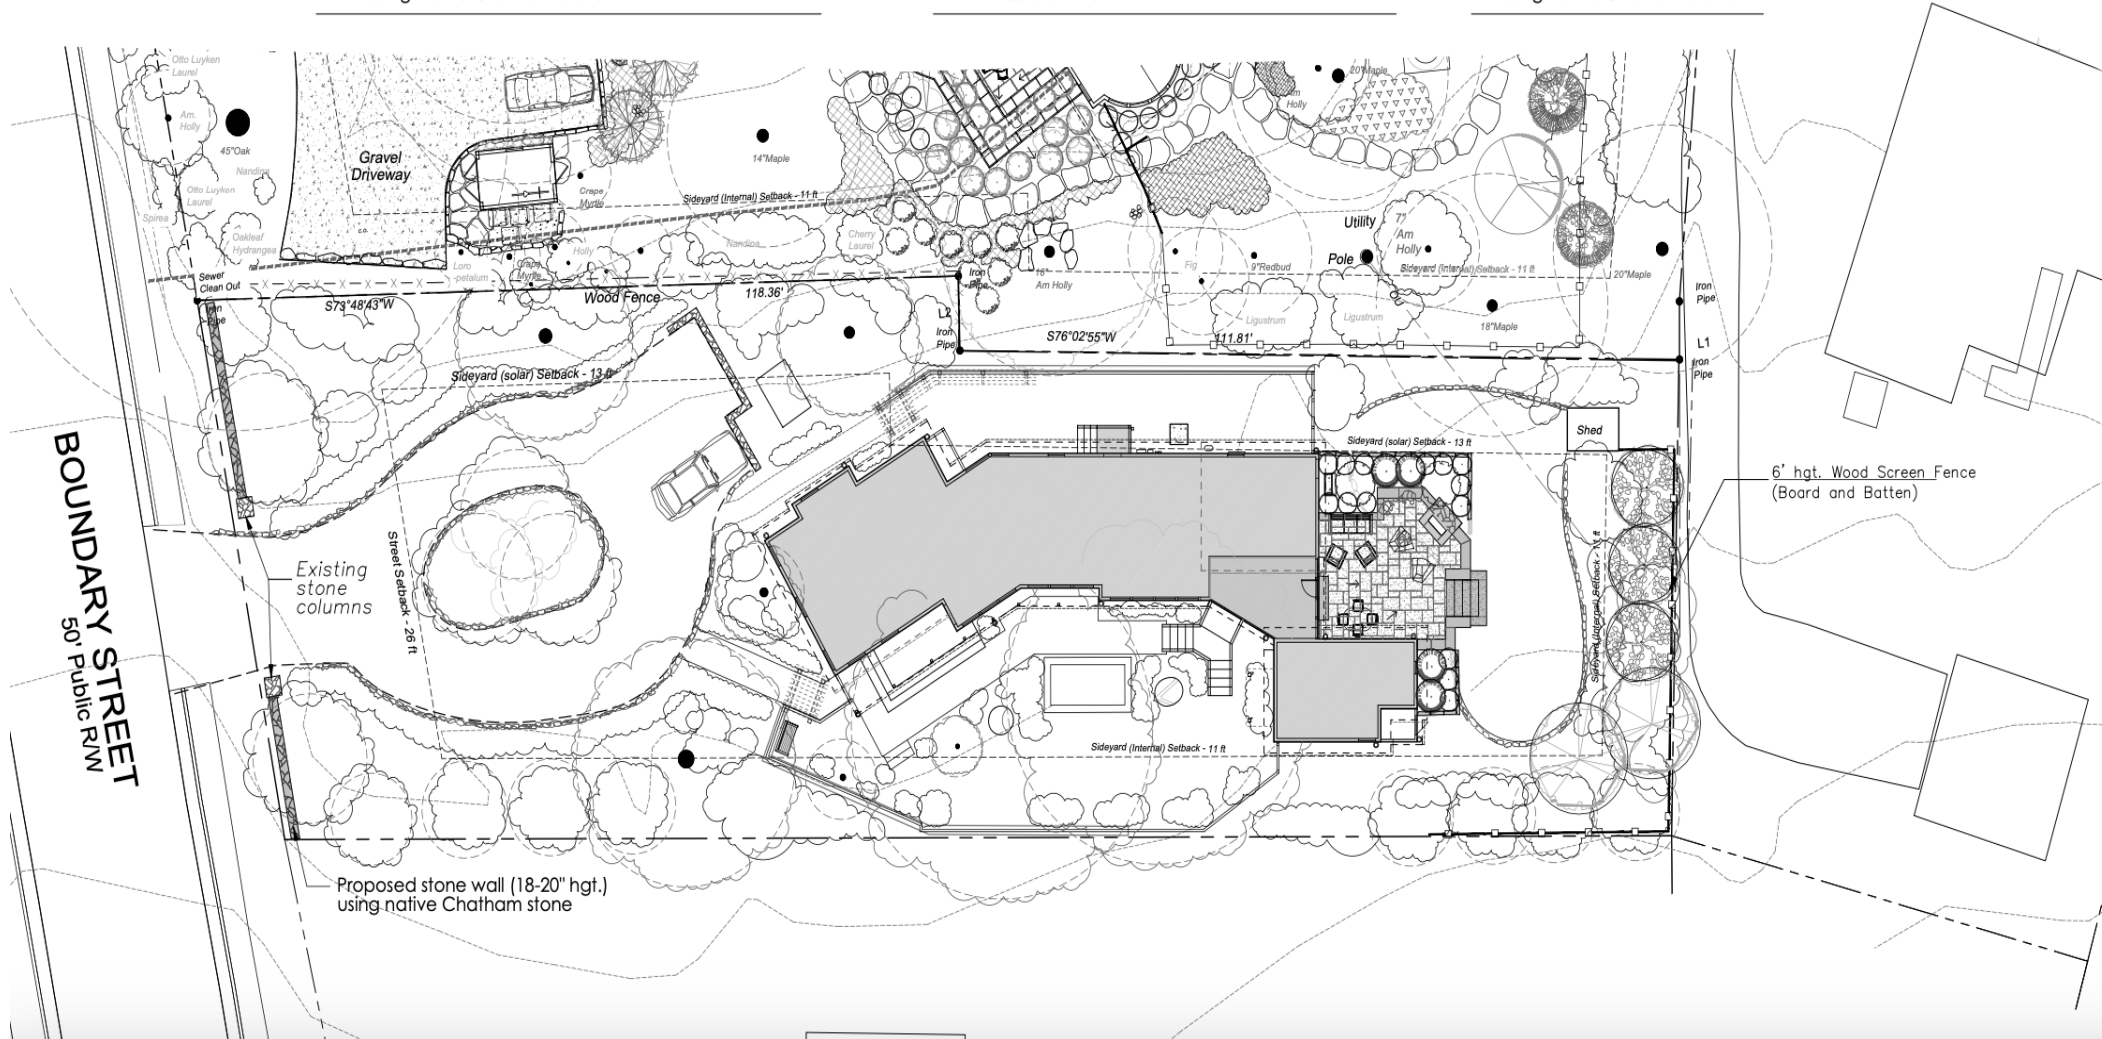 Otto Luyken
Laurel
Am.
Holly
45"Oak
Nandina
Otto Luyken
Laurel
Spirea
Oakleaf
Hydrangea
Gravel
Driveway
c.o.
Crape
Myrtle
14"Maple
Sideyard (Internal) Setback - 11 ft
Sewer
Clean Out
Iron
Pipe
Loro
-petalum
Crape
Myrtle
Holly
Nandina
Cherry
Laurel
S73°48'43"W
Wood Fence
118.36'
Iron
Pipe
L2
Iron
Pipe
Am Holly
S76°02'55"W
111.81'
Fig
9"Redbud
Holly
20"Maple
Utility
Pole
7"
Am
Holly
Sideyard (Internal) Setback - 11 ft
Ligustrum
Ligustrum
18"Maple
20"Maple
Iron
Pipe
L1
Iron
Pipe
Sideyard (solar) Setback - 13 ft
Sideyard (solar) Setback - 13 ft
Shed
6' hgt. Wood Screen Fence
(Board and Batten)
BOUNDARY STREET
50' Public R/W
Street Setback - 26 ft
Existing
stone
columns
Sideyard (Internal) Setback - 11 ft
Sideyard (Internal) Setback - 11 ft
Proposed stone wall (18-20" hgt.)
using native Chatham stone